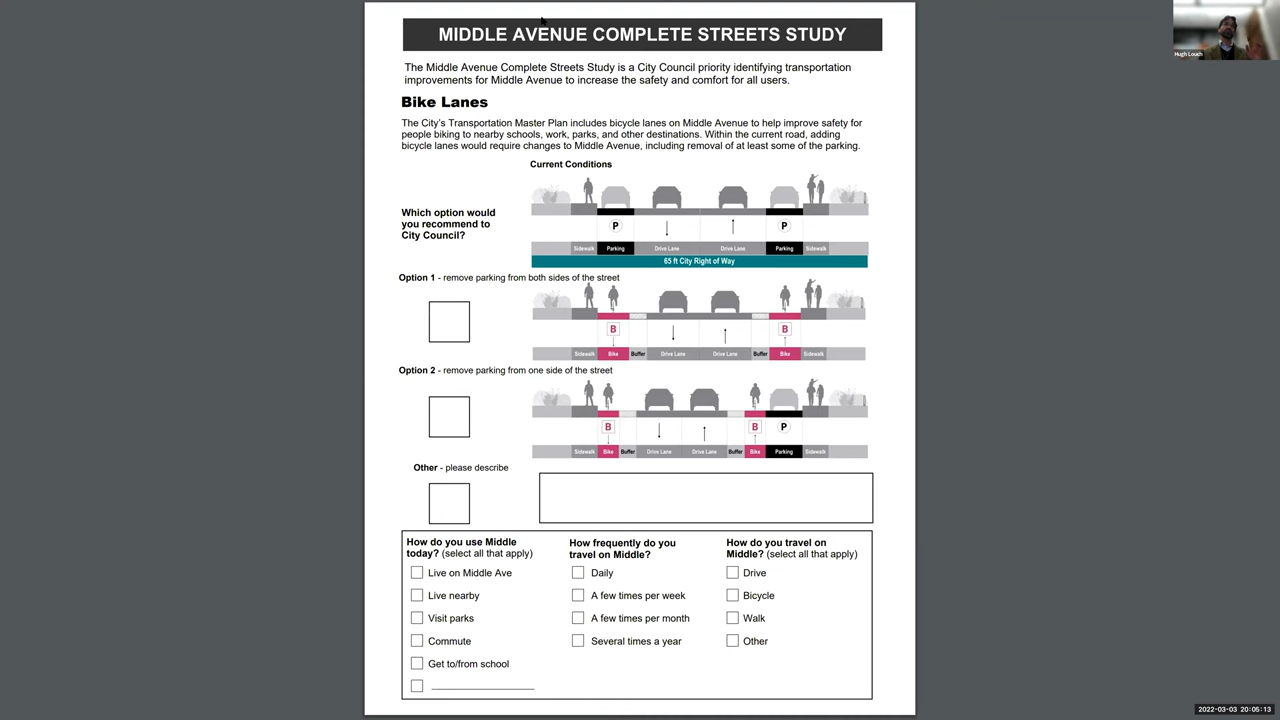 MIDDLE AVENUE COMPLETE STREETS STUDY
The Middle Avenue Complete Streets Study is a City Council priority identifying transportation
improvements for Middle Avenue to increase the safety and comfort for all users.
Bike Lanes
The City's Transportation Master Plan includes bicycle lanes on Middle Avenue to help improve safety for
people biking to nearby schools, work, parks, and other destinations. Within the current road, adding
bicycle lanes would require changes to Middle Avenue, including removal of at least some of the parking.
Current Conditions
Which option would
you recommend to
City Council?
P P
Sidewalk Parking Drive Lane Drive Lane Parking Sidewalk
65 ft City Right of Way
Option 1 - remove parking from both sides of the street
B B
Sidewalk Bike Buffer Drive Lane Drive Lane Buffer Bike Sidewalk
Option 2 - remove parking from one side of the street
B B P
Sidewalk Bike Buffer Drive Lane Drive Lane Buffer Bike Parking Sidewalk
Other - please describe
How do you use Middle
today? (select all that apply)
Live on Middle Ave
Live nearby
Visit parks
Commute
Get to/from school
How frequently do you
travel on Middle?
Daily
A few times per week
A few times per month
Several times a year
How do you travel on
Middle? (select all that apply)
Drive
Bicycle
Walk
Other
Hugh Louch
2022-03-03 20:05:13